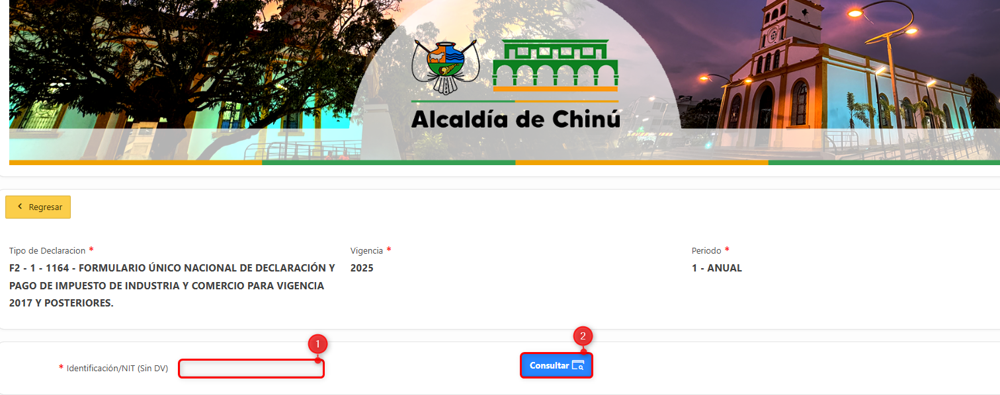 Alcaldía de Chinú
Regresar
Tipo de Declaracion *
F2 - 1 - 1164 - FORMULARIO ÚNICO NACIONAL DE DECLARACIÓN Y
PAGO DE IMPUESTO DE INDUSTRIA Y COMERCIO PARA VIGENCIA
2017 Y POSTERIORES.
Vigencia *
2025
Periodo *
1 - ANUAL
* Identificación/NIT (Sin DV)
1
2
Consultar